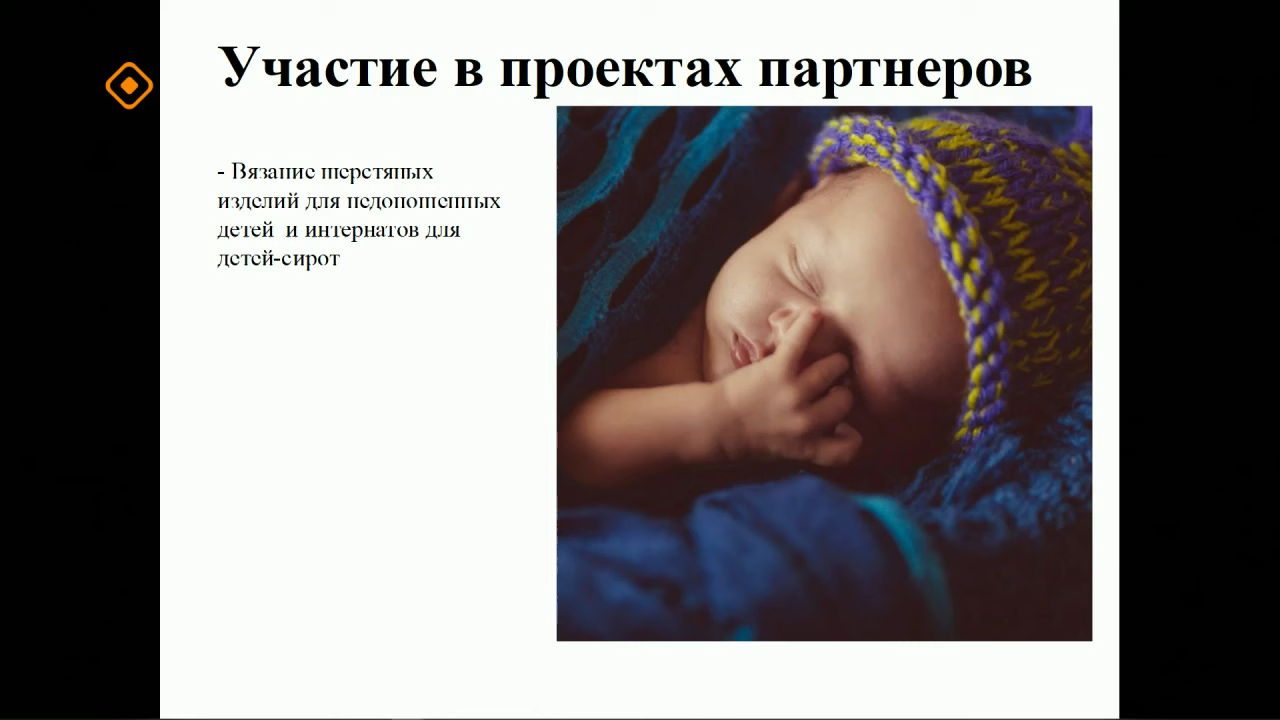 Участие в проектах партнеров
- Вязание шерстяных
изделий для недоношенных
детей и интернатов для
детей-сирот